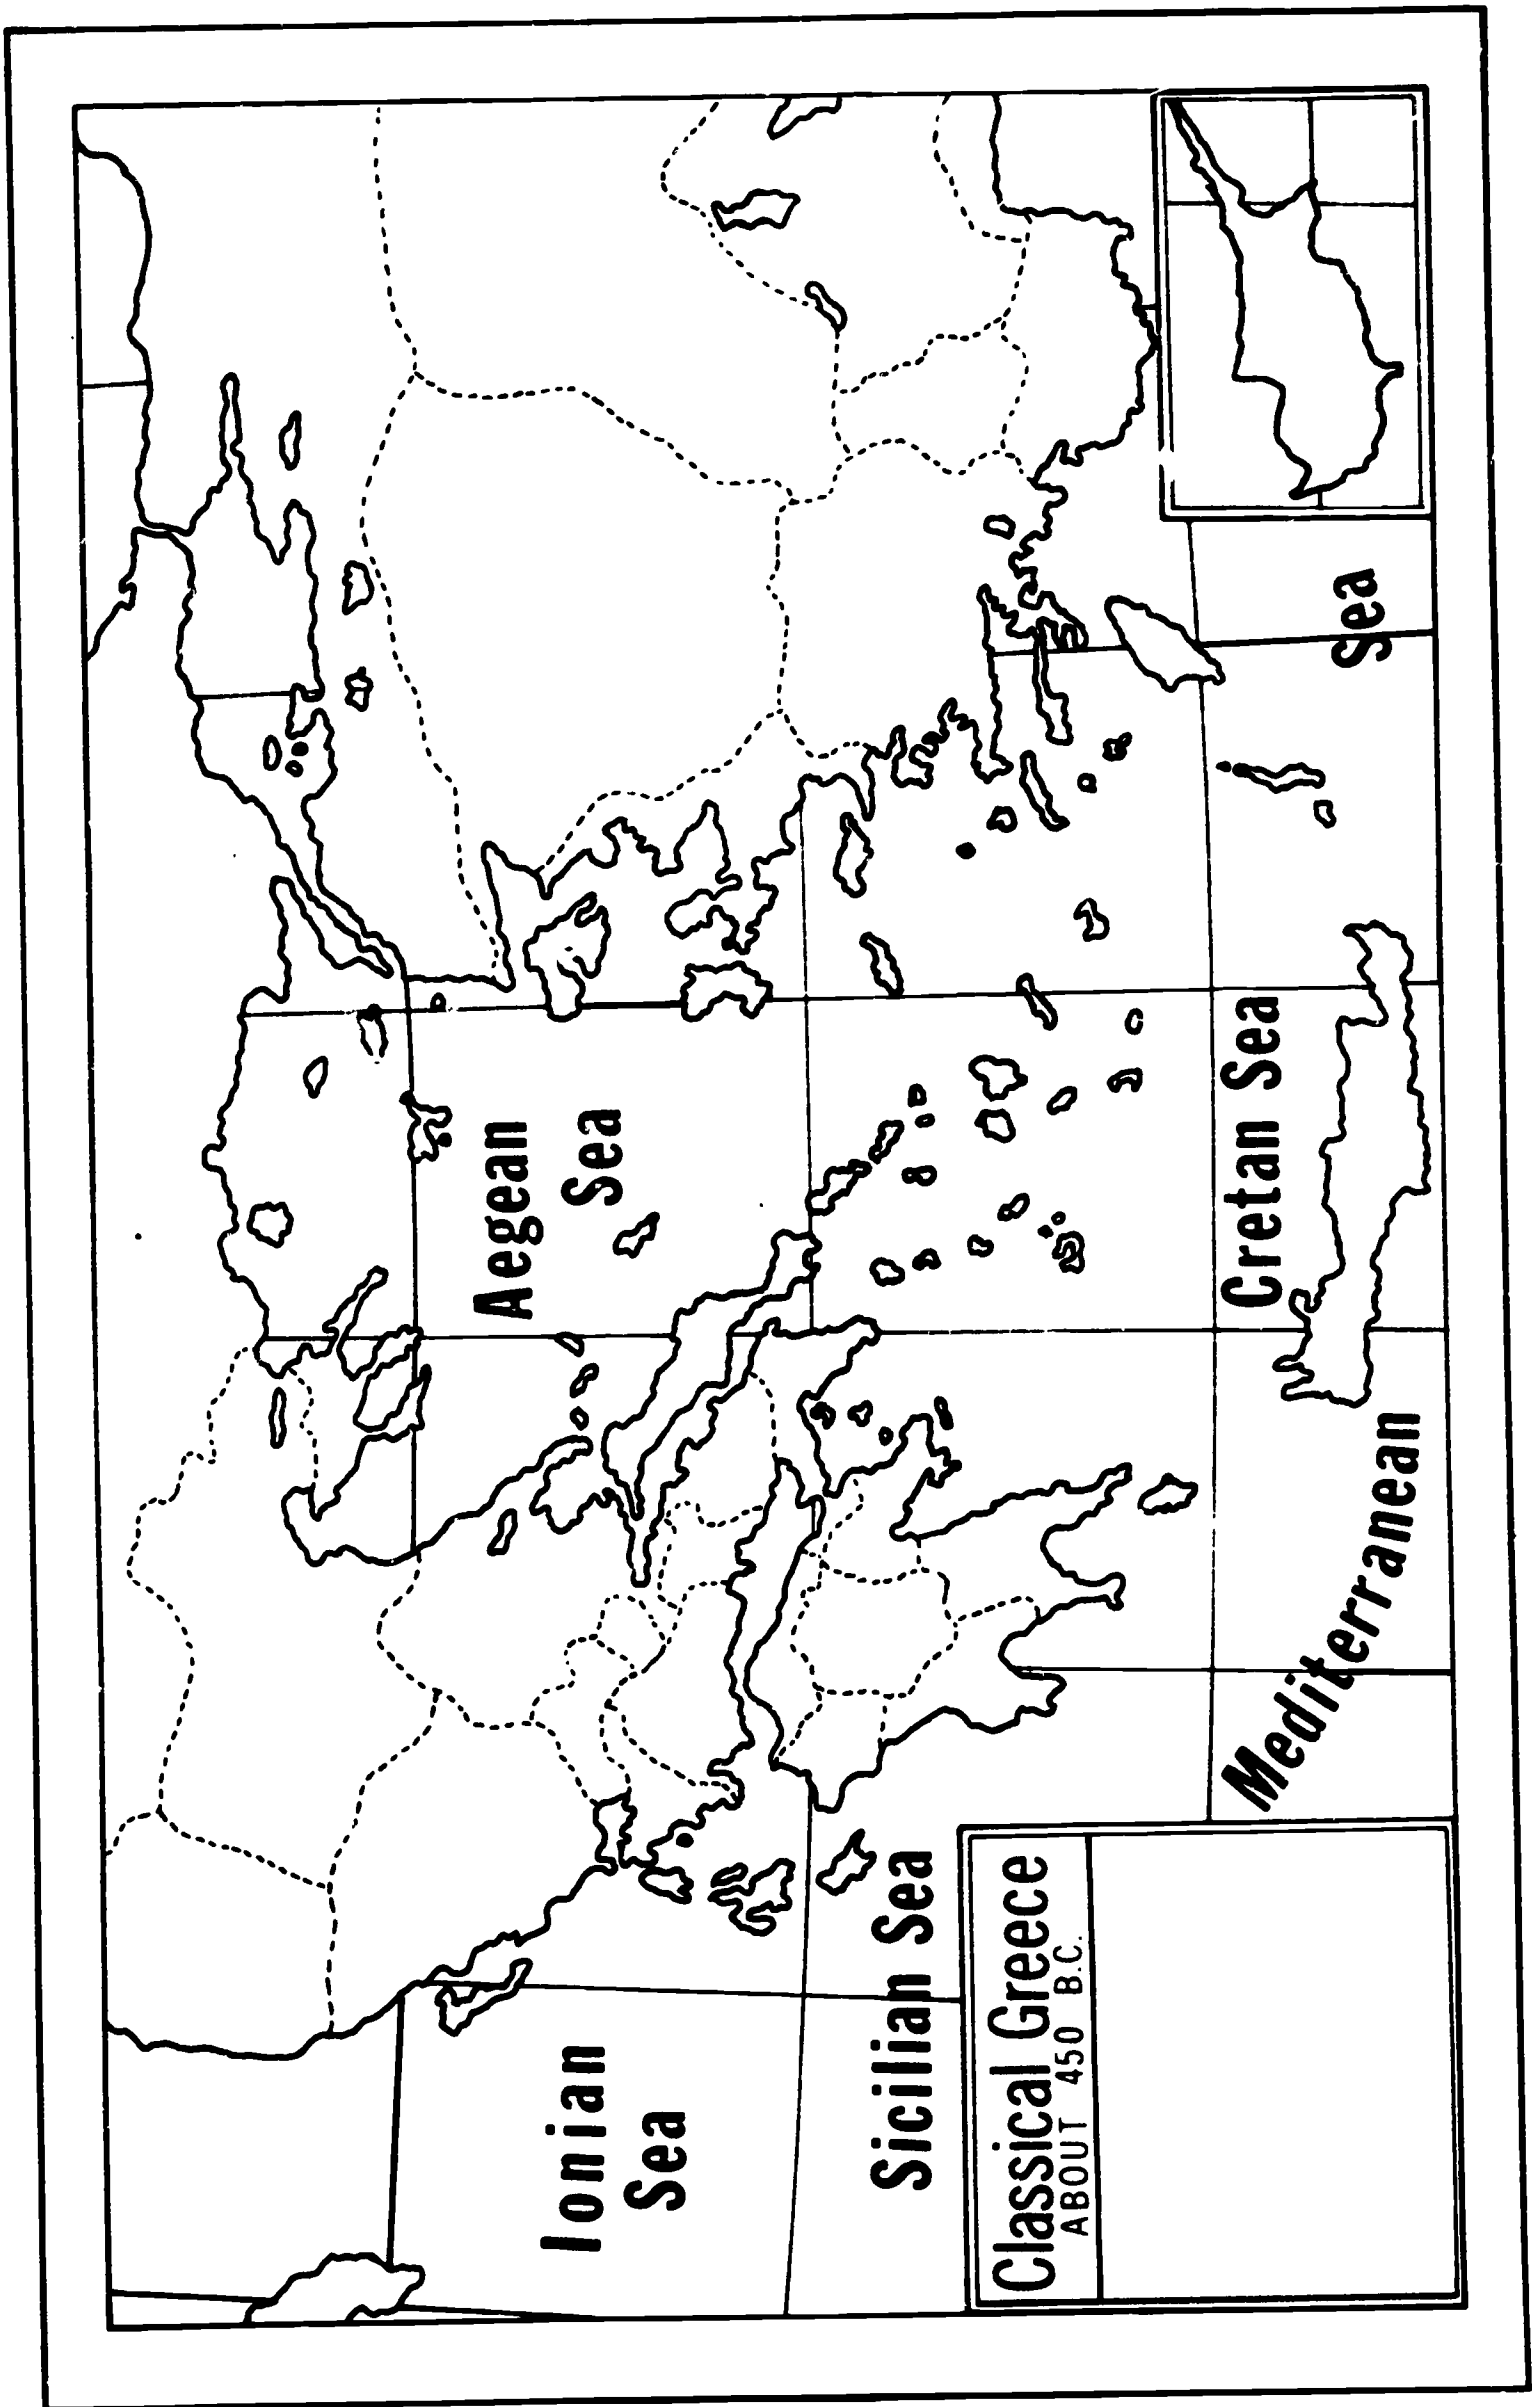 Aegean
Sea
Ionian
Sea
Sicilian Sea
Cretan Sea
Mediterranean
Sea
Classical Greece
ABOUT 450 B.C.